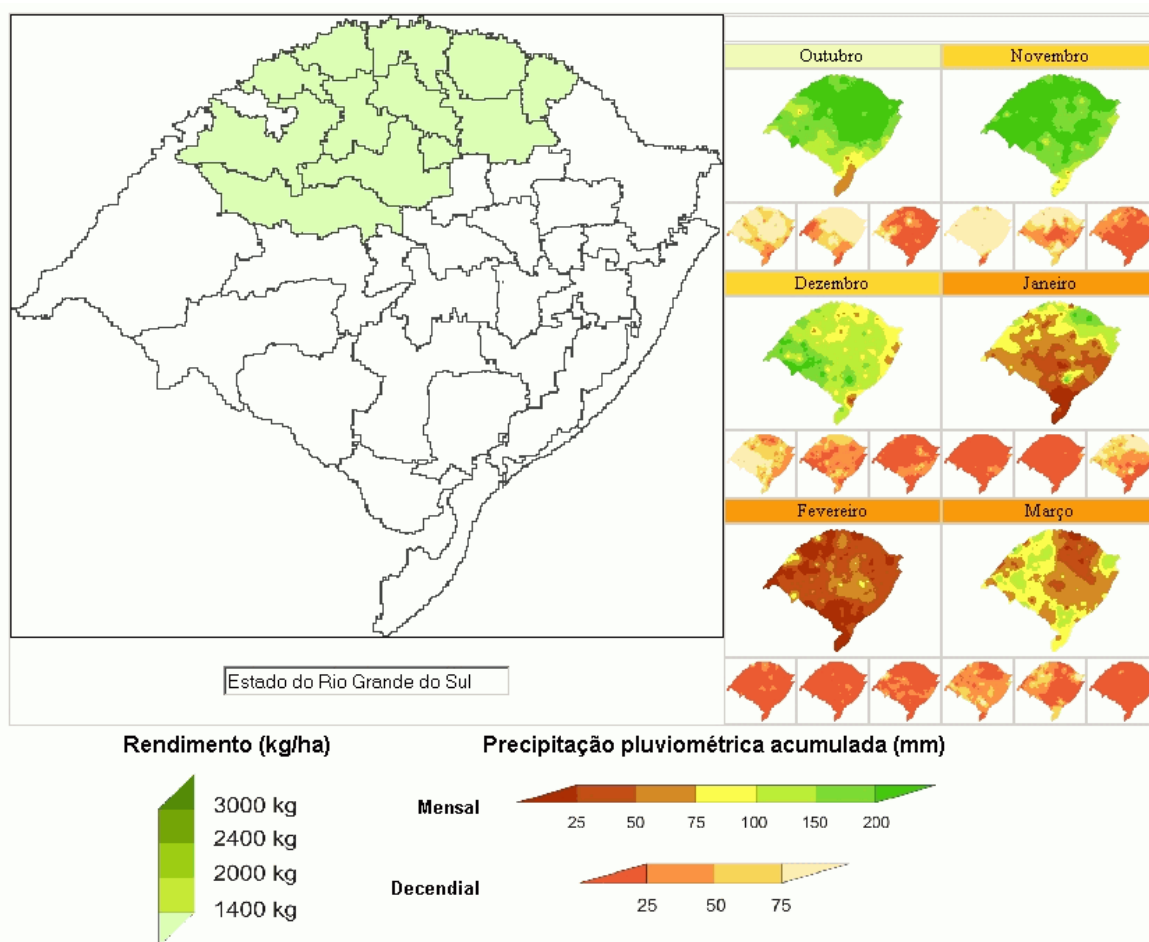 Outubro
Novembro
Dezembro
Janeiro
Fevereiro
Março
Estado do Rio Grande do Sul
Rendimento (kg/ha)
3000 kg
2400 kg
2000 kg
1400 kg
Precipitação pluviométrica acumulada (mm)
Mensal
25 50 75 100 150 200
Decendial
25 50 75